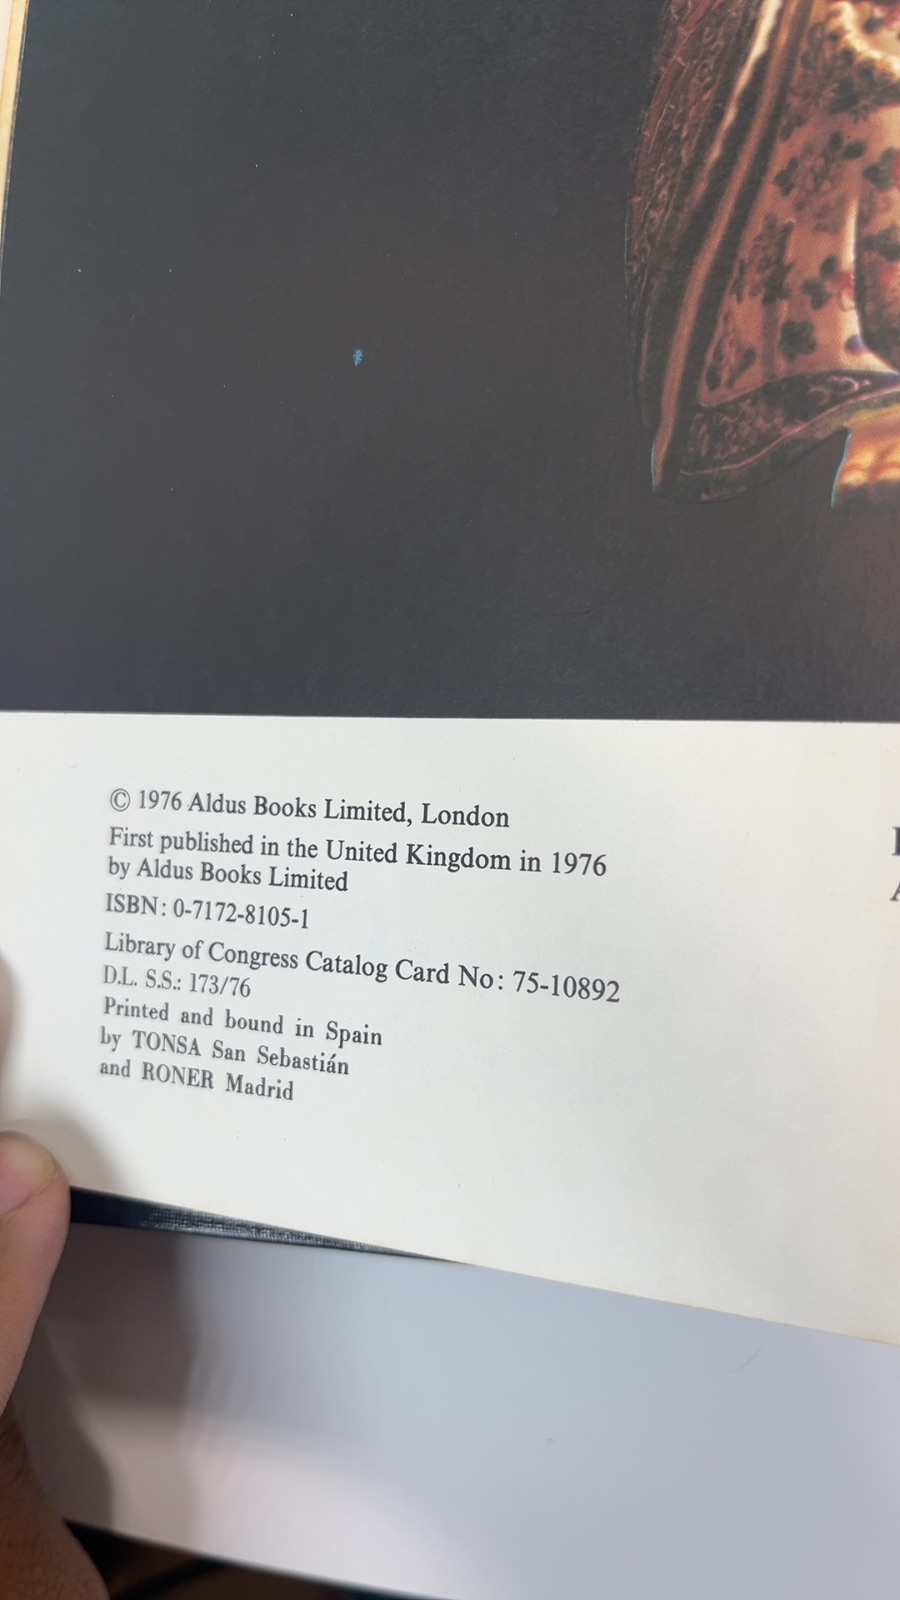 © 1976 Aldus Books Limited, London
First published in the United Kingdom in 1976
by Aldus Books Limited
ISBN: 0-7172-8105-1
Library of Congress Catalog Card No: 75-10892
D.L. S.S.: 173/76
Printed and bound in Spain
by TONSA San Sebastián
and RONER Madrid